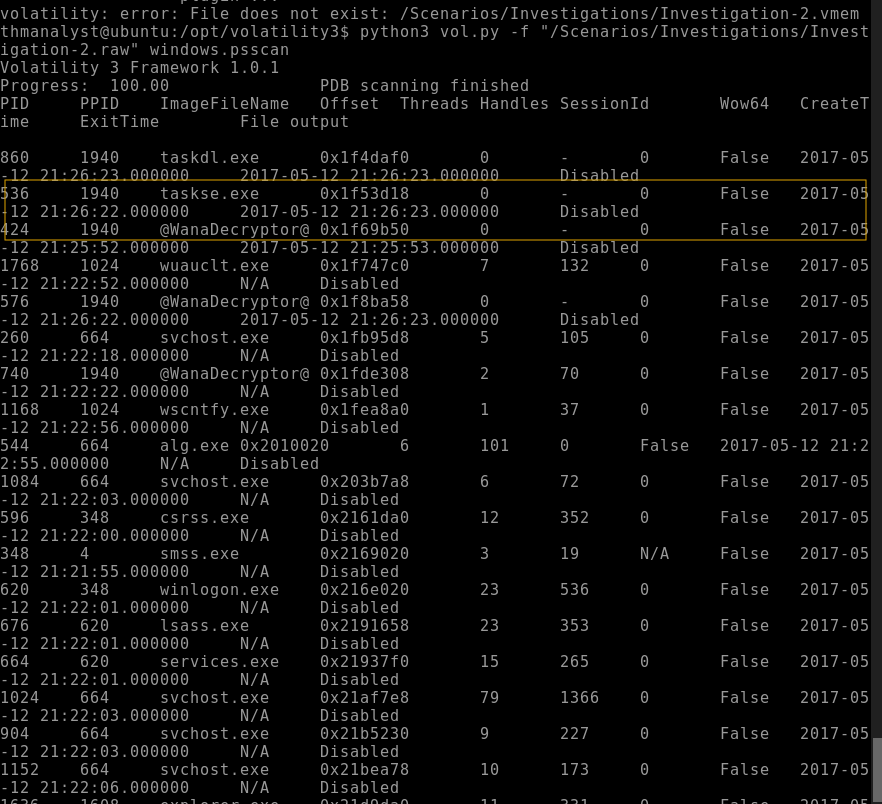 volatility: error: File does not exist: /Scenarios/Investigations/Investigation-2.vmem
thmanalyst@ubuntu:/opt/volatility3$ python3 vol.py -f "/Scenarios/Investigations/Invest
igation-2.raw" windows.psscan
Volatility 3 Framework 1.0.1
Progress:  100.00               PDB scanning finished
PID     PPID    ImageFileName   Offset  Threads Handles SessionId       Wow64   CreateT
ime     ExitTime        File output

860     1940    taskdl.exe      0x1f4daf0       0       -       0       False   2017-05
-12 21:26:23.000000     2017-05-12 21:26:23.000000      Disabled
536     1940    taskse.exe      0x1f53d18       0       -       0       False   2017-05
-12 21:26:22.000000     2017-05-12 21:26:23.000000      Disabled
424     1940    @WanaDecryptor@ 0x1f69b50       0       -       0       False   2017-05
-12 21:25:52.000000     2017-05-12 21:25:53.000000      Disabled
1768    1024    wuauclt.exe     0x1f747c0       7       132     0       False   2017-05
-12 21:22:52.000000     N/A     Disabled
576     1940    @WanaDecryptor@ 0x1f8ba58       0       -       0       False   2017-05
-12 21:26:22.000000     2017-05-12 21:26:23.000000      Disabled
260     664     svchost.exe     0x1fb95d8       5       105     0       False   2017-05
-12 21:22:18.000000     N/A     Disabled
740     1940    @WanaDecryptor@ 0x1fde308       2       70      0       False   2017-05
-12 21:22:22.000000     N/A     Disabled
1168    1024    wscntfy.exe     0x1fea8a0       1       37      0       False   2017-05
-12 21:22:56.000000     N/A     Disabled
544     664     alg.exe 0x2010020       6       101     0       False   2017-05-12 21:2
2:55.000000     N/A     Disabled
1084    664     svchost.exe     0x203b7a8       6       72      0       False   2017-05
-12 21:22:03.000000     N/A     Disabled
596     348     csrss.exe       0x2161da0       12      352     0       False   2017-05
-12 21:22:00.000000     N/A     Disabled
348     4       smss.exe        0x2169020       3       19      N/A     False   2017-05
-12 21:21:55.000000     N/A     Disabled
620     348     winlogon.exe    0x216e020       23      536     0       False   2017-05
-12 21:22:01.000000     N/A     Disabled
676     620     lsass.exe       0x2191658       23      353     0       False   2017-05
-12 21:22:01.000000     N/A     Disabled
664     620     services.exe    0x21937f0       15      265     0       False   2017-05
-12 21:22:01.000000     N/A     Disabled
1024    664     svchost.exe     0x21af7e8       79      1366    0       False   2017-05
-12 21:22:03.000000     N/A     Disabled
904     664     svchost.exe     0x21b5230       9       227     0       False   2017-05
-12 21:22:03.000000     N/A     Disabled
1152    664     svchost.exe     0x21bea78       10      173     0       False   2017-05
-12 21:22:06.000000     N/A     Disabled